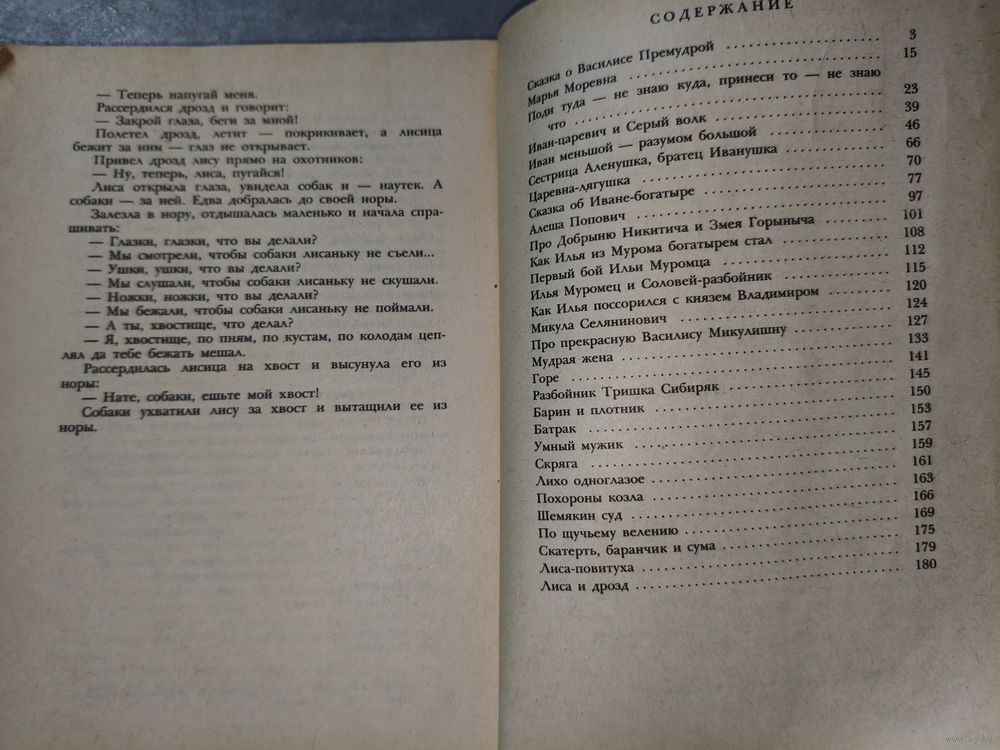 — Теперь напугай меня.
Рассердился дрозд и говорит:
— Закрой глаза, беги за мной!
Полетел дрозд, летит — покрикивает, а лисица
бежит за ним — глаз не открывает.
Привел дрозд лису прямо на охотников:
— Ну, теперь, лиса, пугайся!
Лиса открыла глаза, увидела собак и — наутек. А
собаки — за ней. Едва добралась до своей норы.
Залезла в нору, отдышалась маленько и начала спра-
шивать:
— Глазки, глазки, что вы делали?
— Мы смотрели, чтобы собаки лисаньку не съели...
— Ушки, ушки, что вы делали?
— Мы слушали, чтобы собаки лисаньку не скушали.
— Ножки, ножки, что вы делали?
— Мы бежали, чтобы собаки лисаньку не поймали.
— А ты, хвостище, что делал?
— Я, хвостище, по пням, по кустам, по колодам цеп-
лял да тебе бежать мешал.
Рассердилась лисица на хвост и высунула его из
норы:
— Нате, собаки, ешьте мой хвост!
Собаки ухватили лису за хвост и вытащили ее из
норы.
СОДЕРЖАНИЕ
Сказка о Василисе Премудрой 3
Марья Моревна 15
Поди туда — не знаю куда, принеси то — не знаю
что 23
Иван-царевич и Серый волк 39
Иван меньшой — разумом большой 46
Сестрица Аленушка, братец Иванушка 66
Царевна-лягушка 70
Сказка об Иване-богатыре 77
Алеша Попович 97
Про Добрыню Никитича и Змея Горыныча 101
Как Илья из Мурома богатырем стал 108
Первый бой Ильи Муромца 112
Илья Муромец и Соловей-разбойник 115
Как Илья поссорился с князем Владимиром 120
Микула Селянинович 124
Про прекрасную Василису Микулишну 127
Мудрая жена 133
Горе 141
Разбойник Тришка Сибиряк 145
Барин и плотник 150
Батрак 153
Умный мужик 157
Скряга 159
Лихо одноглазое 161
Похороны козла 163
Шемякин суд 166
По щучьему велению 169
Скатерть, баранчик и сума 175
Лиса-повитуха 179
Лиса и дрозд 180
www.ay.by